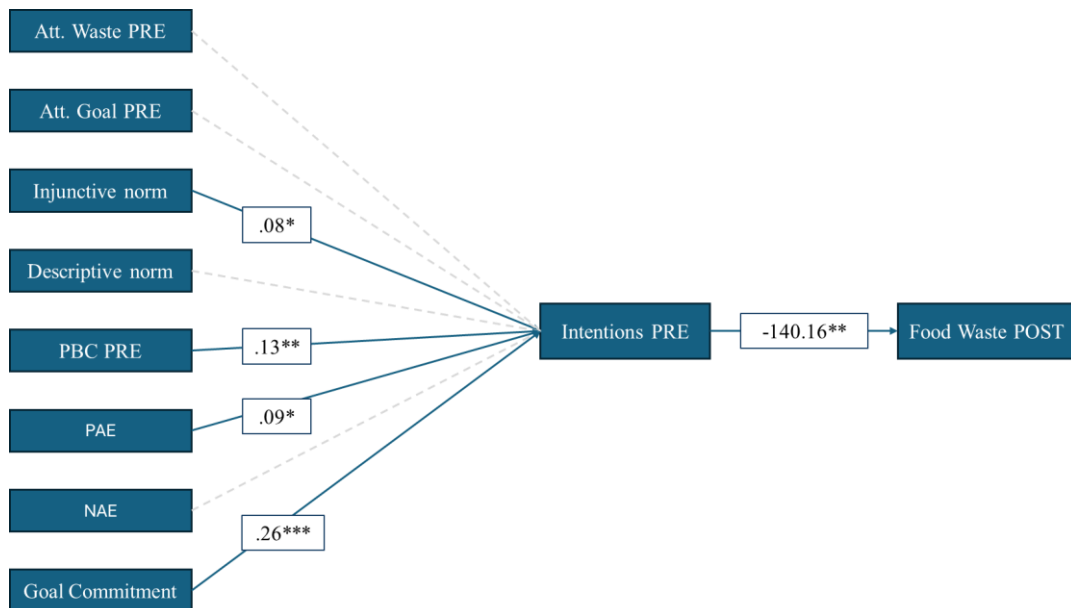 Att. Waste PRE
Att. Goal PRE
Injunctive norm
.08*
Descriptive norm
PBC PRE
.13**
Intentions PRE
-140.16**
Food Waste POST
PAE
.09*
NAE
.26***
Goal Commitment